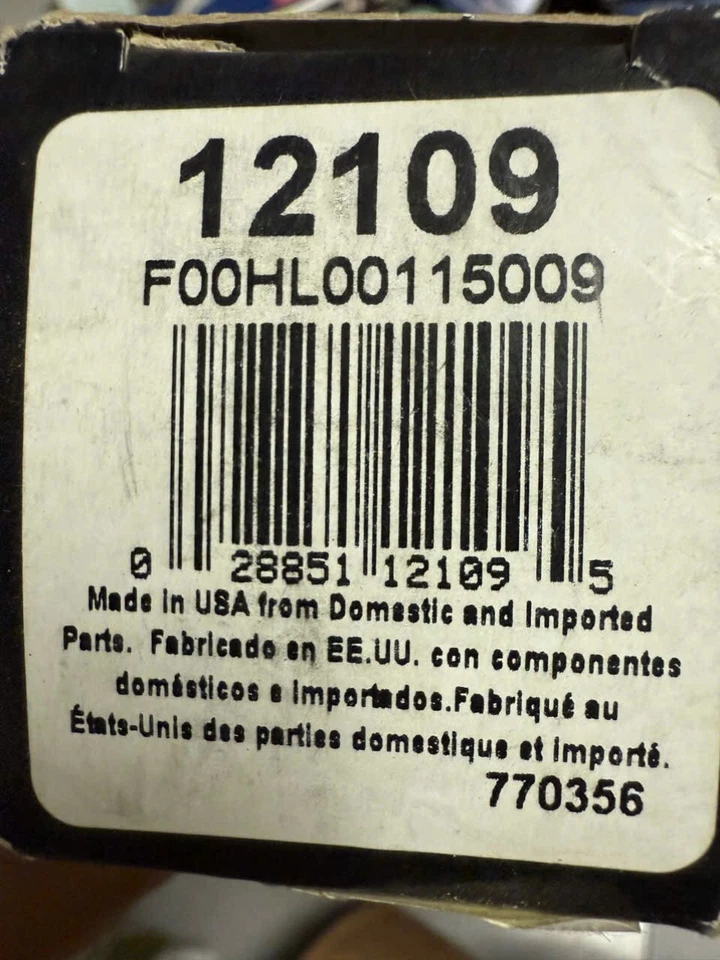 12109
F00HL00115009
0 28851 12109 5
Made in USA from Domestic and Imported
Parts. Fabricado en EE.UU. con componentes
domésticos e importados.Fabriqué au
États-Unis des parties domestique et importé.
770356